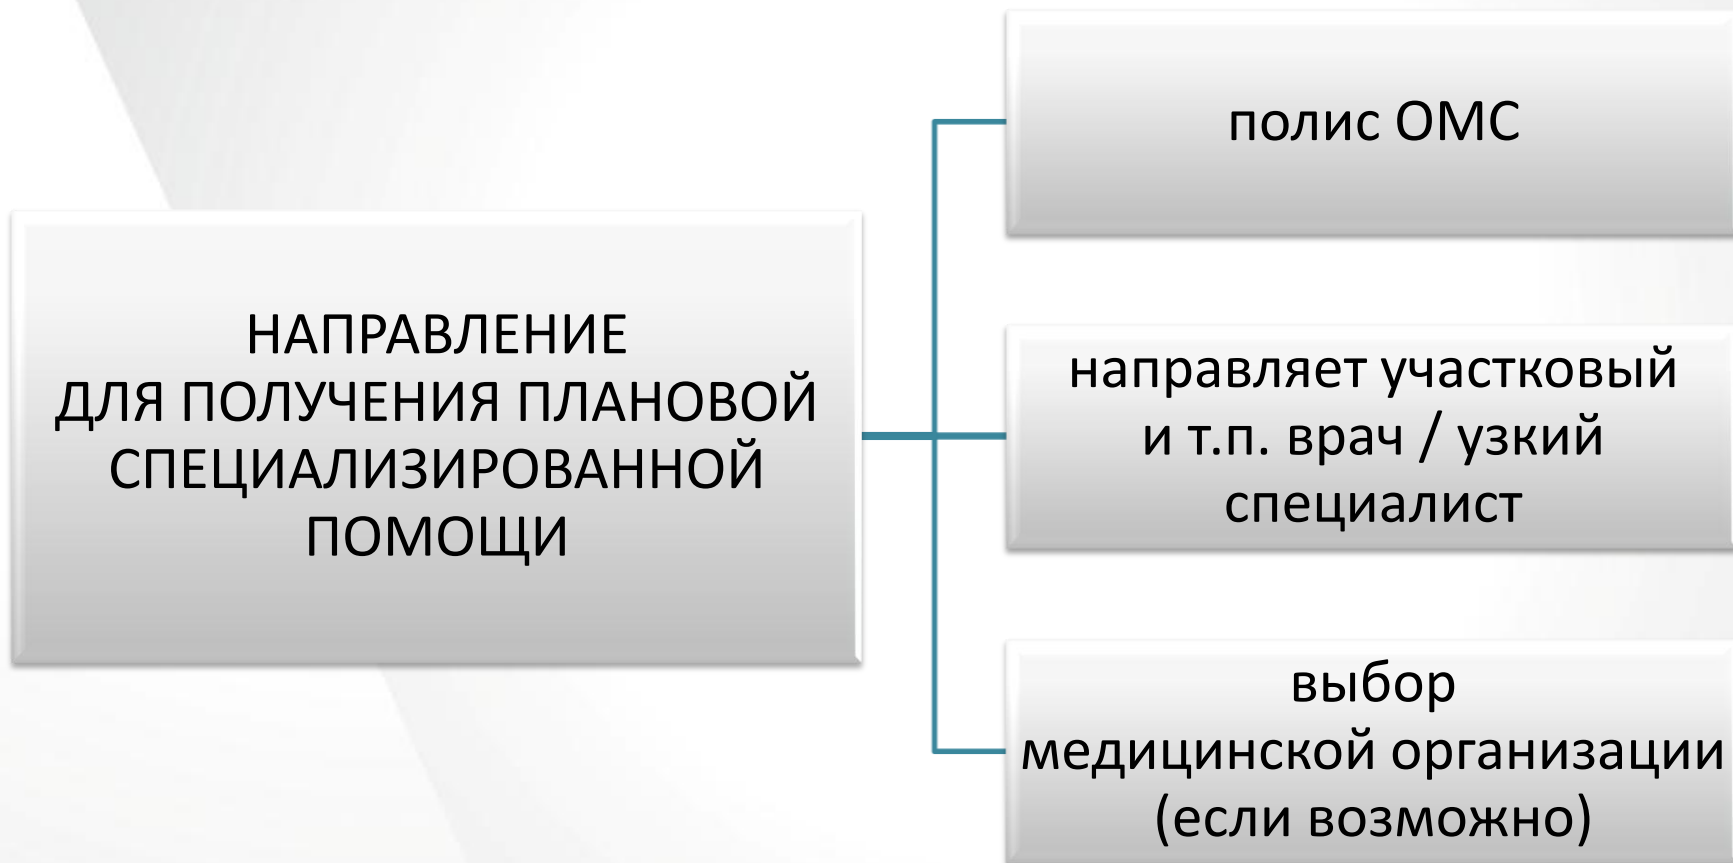 НАПРАВЛЕНИЕ
ДЛЯ ПОЛУЧЕНИЯ ПЛАНОВОЙ
СПЕЦИАЛИЗИРОВАННОЙ
ПОМОЩИ
полис ОМС
направляет участковый
и т.п. врач / узкий
специалист
выбор
медицинской организации
(если возможно)